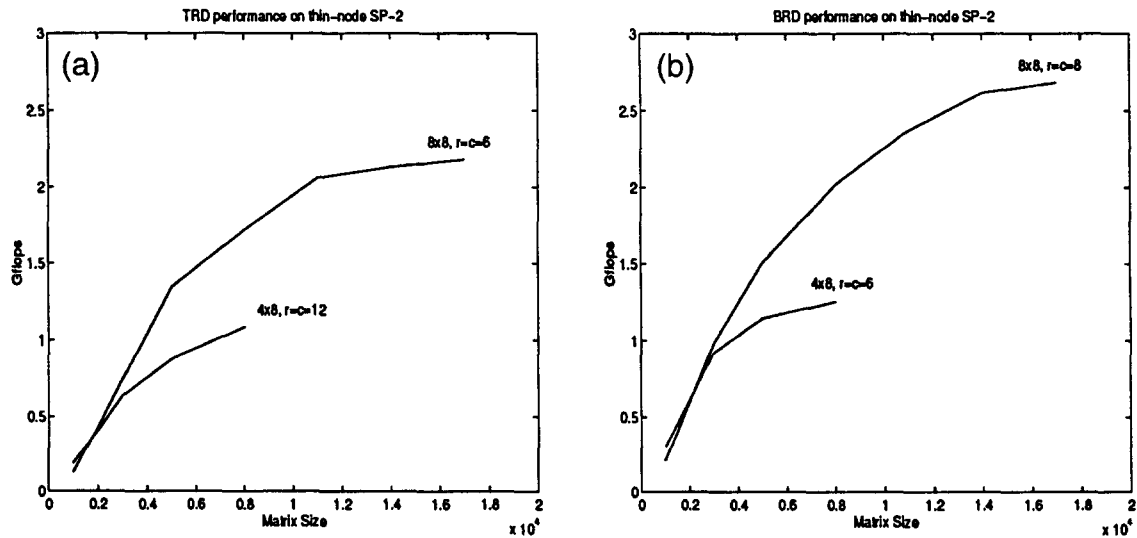 TRD performance on thin-node SP-2
(a)
3
2.5
2
1.5
1
0.5
0
Gflops
8x8, r=c=6
4x8, r=c=12
0 0.2 0.4 0.6 0.8 1 1.2 1.4 1.6 1.8 2
Matrix Size
x 10^4
BRD performance on thin-node SP-2
(b)
3
2.5
2
1.5
1
0.5
0
Gflops
8x8, r=c=8
4x8, r=c=6
0 0.2 0.4 0.6 0.8 1 1.2 1.4 1.6 1.8 2
Matrix Size
x 10^4